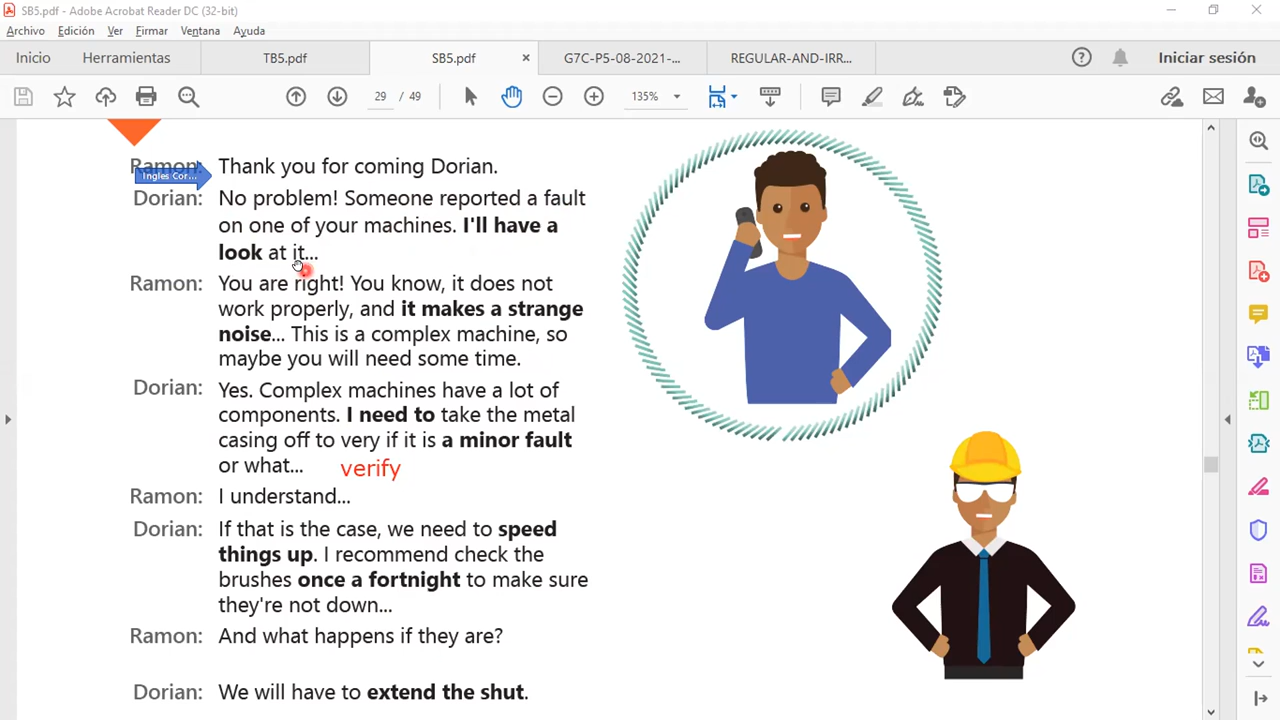 SB5.pdf - Adobe Acrobat Reader DC (32-bit)
Archivo Edición Ver Firmar Ventana Ayuda
Inicio Herramientas TB5.pdf SB5.pdf × G7C-P5-08-2021-... REGULAR-AND-IRR... Iniciar sesión
29 / 49 135%
Ramon: Thank you for coming Dorian.
Ingles Cor...
Dorian: No problem! Someone reported a fault
on one of your machines. I'll have a
look at it...
Ramon: You are right! You know, it does not
work properly, and it makes a strange
noise... This is a complex machine, so
maybe you will need some time.
Dorian: Yes. Complex machines have a lot of
components. I need to take the metal
casing off to very if it is a minor fault
or what... verify
Ramon: I understand...
Dorian: If that is the case, we need to speed
things up. I recommend check the
brushes once a fortnight to make sure
they're not down...
Ramon: And what happens if they are?
Dorian: We will have to extend the shut.